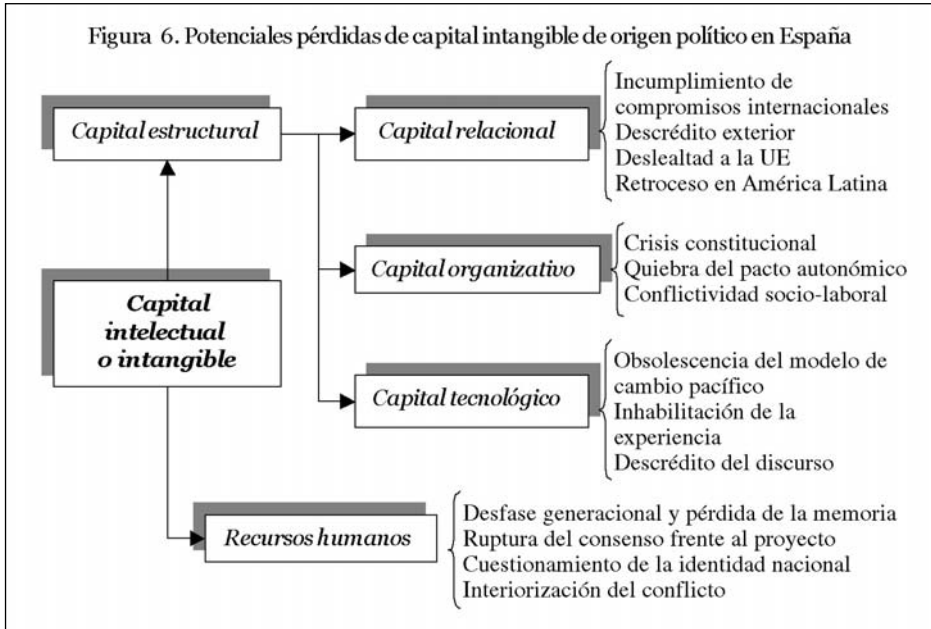 Figura 6. Potenciales pérdidas de capital intangible de origen político en España
Capital estructural
Capital relacional
Incumplimiento de
compromisos internacionales
Descrédito exterior
Deslealtad a la UE
Retroceso en América Latina
Capital organizativo
Crisis constitucional
Quiebra del pacto autonómico
Conflictividad socio-laboral
Capital
intelectual
o intangible
Capital tecnológico
Obsolescencia del modelo de
cambio pacífico
Inhabilitación de la
experiencia
Descrédito del discurso
Recursos humanos
Desfase generacional y pérdida de la memoria
Ruptura del consenso frente al proyecto
Cuestionamiento de la identidad nacional
Interiorización del conflicto